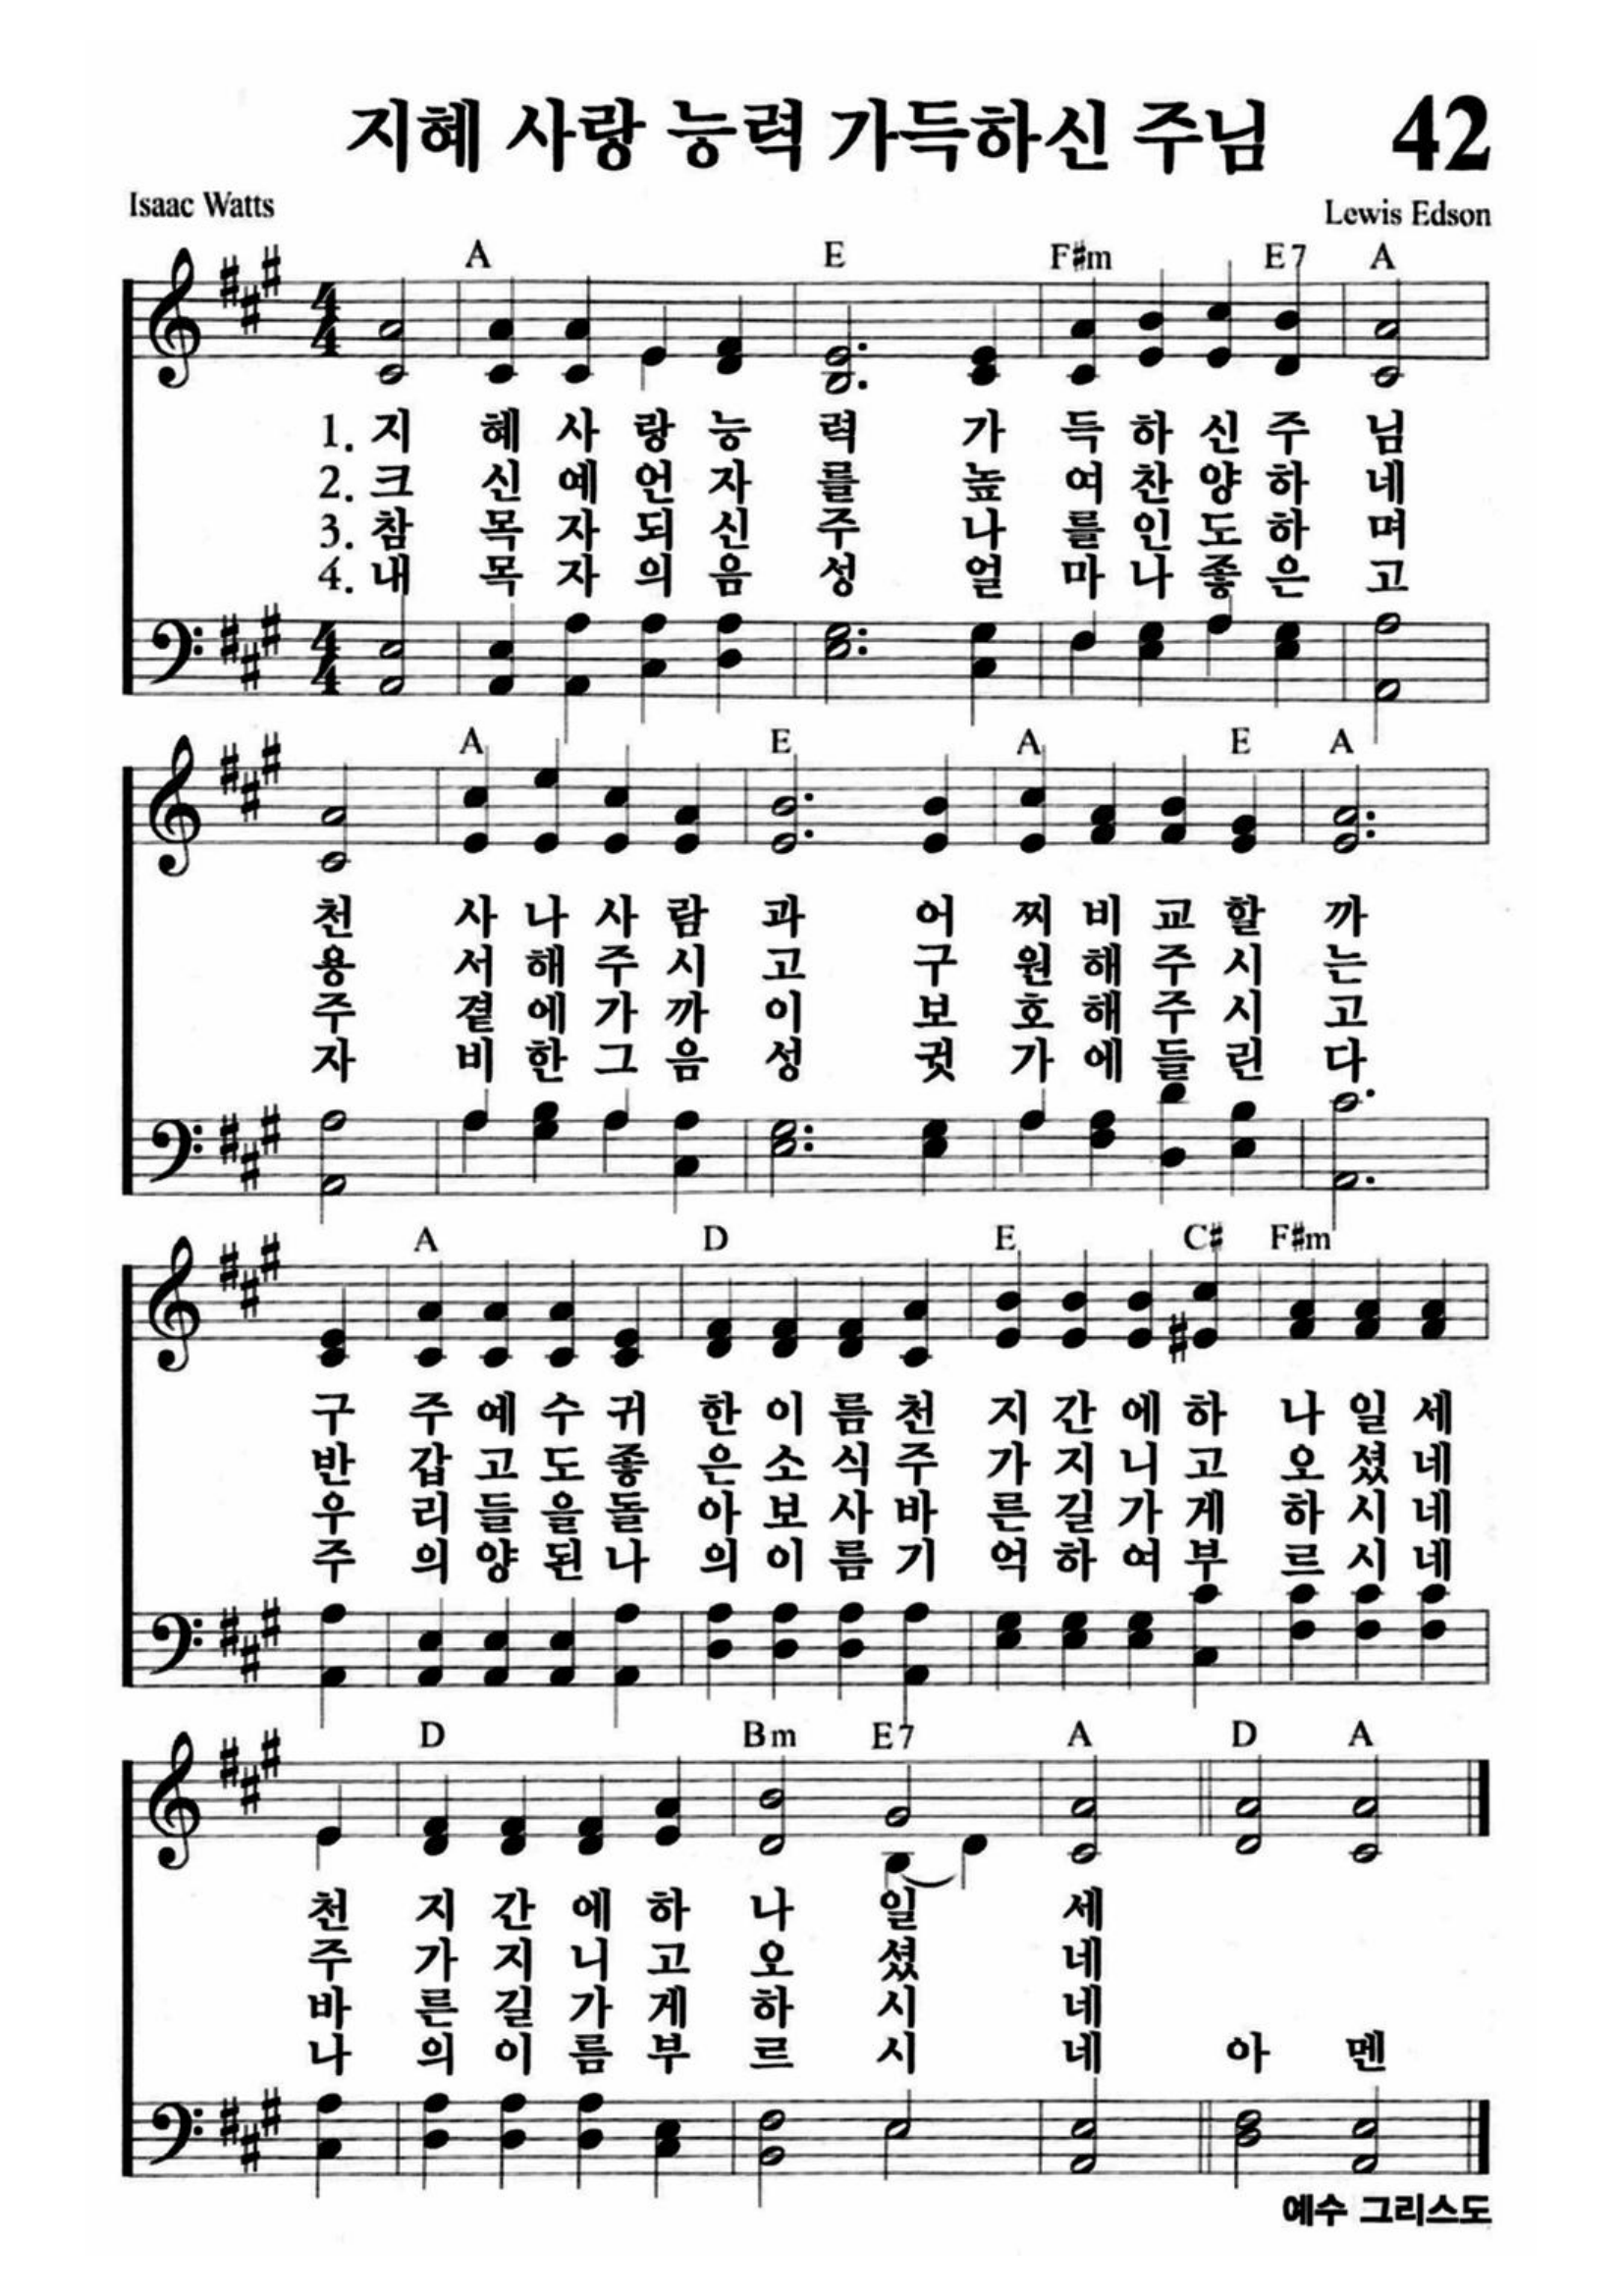 지혜 사랑 능력 가득하신 주님 42
Isaac Watts
Lewis Edson
A E F#m E7 A
1. 지 혜 사 랑 능 력 가 득 하 신 주 님
2. 크 신 예 언 자 를 높 여 찬 양 하 네
3. 참 목 자 되 신 주 나 를 인 도 하 며
4. 내 목 자 의 음 성 얼 마 나 좋 은 고
A E A E A
천 사 나 사 람 과 어 찌 비 교 할 까
용 서 해 주 시 고 구 원 해 주 시 는
주 곁 에 가 까 이 보 호 해 주 시 고
자 비 한 그 음 성 귓 가 에 들 린 다
A D E C# F#m
구 주 예 수 귀 한 이 름 천 지 간 에 하 나 일 세
반 갑 고 도 좋 은 소 식 주 가 지 니 고 오 셨 네
우 리 들 을 돌 아 보 사 바 른 길 가 게 하 시 네
주 의 양 된 나 의 이 름 기 억 하 여 부 르 시 네
D Bm E7 A D A
천 지 간 에 하 나 일 세
주 가 지 니 고 오 셨 네
바 른 길 가 게 하 시 네
나 의 이 름 부 르 시 네 아 멘
예수 그리스도